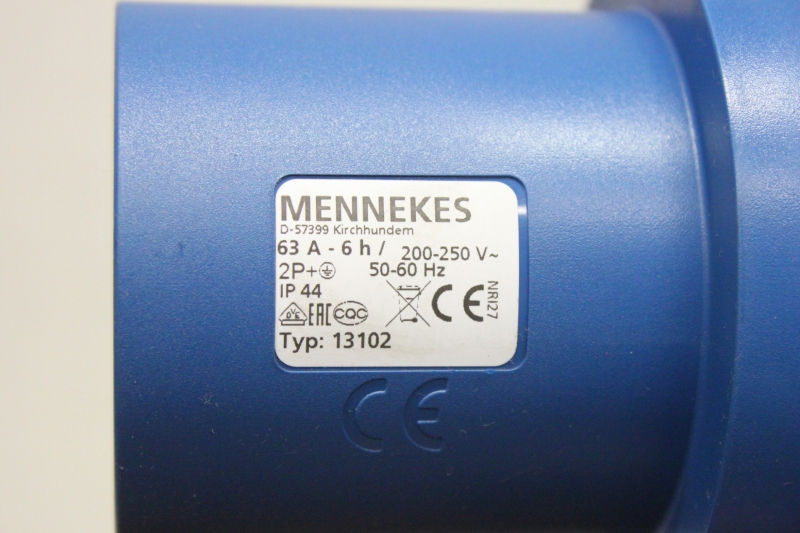 MENNEKES
D-57399 Kirchhundem
63 A - 6 h / 200-250 V~
2P+⏚ 50-60 Hz
IP 44
OVE EAC CQC CE NRI27
Typ: 13102
CE